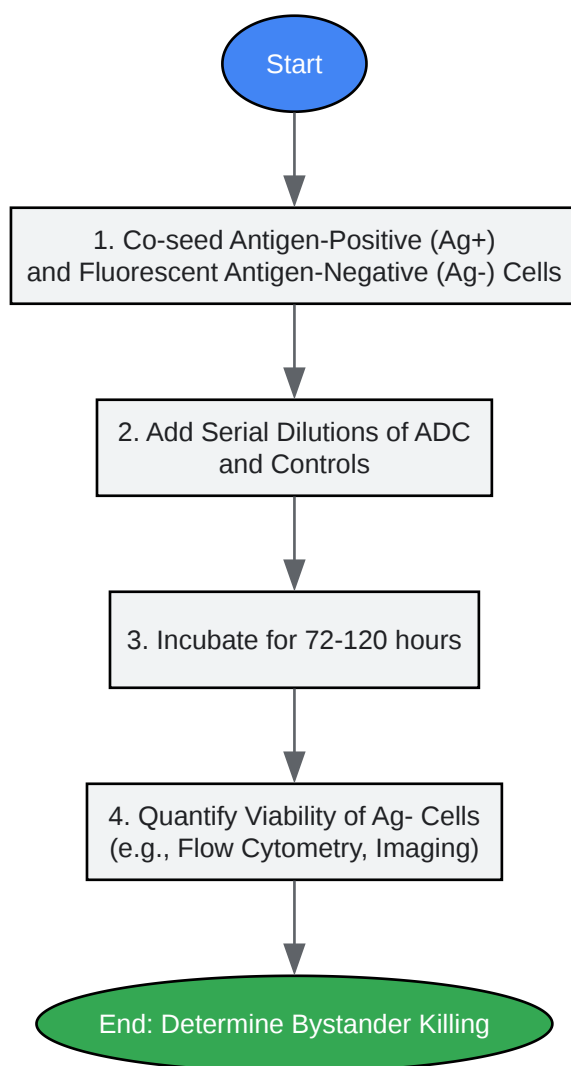 Start
1. Co-seed Antigen-Positive (Ag+)
and Fluorescent Antigen-Negative (Ag-) Cells
2. Add Serial Dilutions of ADC
and Controls
3. Incubate for 72-120 hours
4. Quantify Viability of Ag- Cells
(e.g., Flow Cytometry, Imaging)
End: Determine Bystander Killing